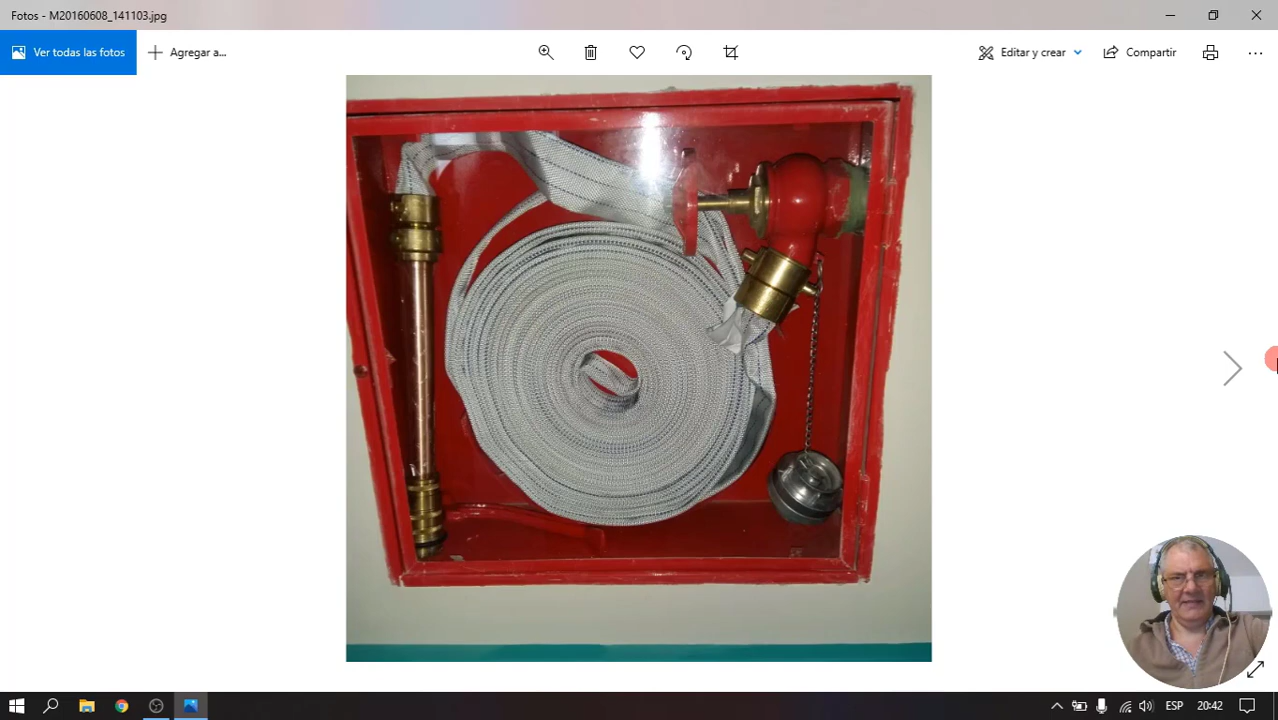 Fotos - M20160608_141103.jpg
Ver todas las fotos
Agregar a...
Editar y crear
Compartir
ESP
20:42